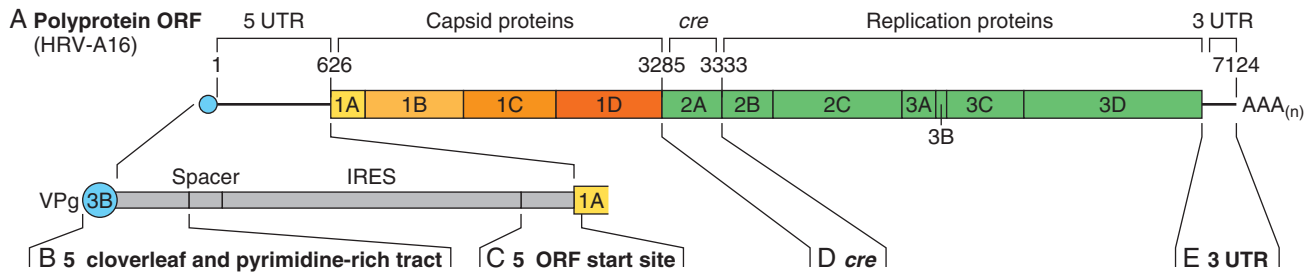 A Polyprotein ORF
(HRV-A16)
5 UTR
Capsid proteins
cre
Replication proteins
3 UTR
1
626
3285
3333
7124
1A
1B
1C
1D
2A
2B
2C
3A
3C
3D
AAA(n)
3B
Spacer
IRES
VPg
3B
1A
B 5 cloverleaf and pyrimidine-rich tract
C 5 ORF start site
D cre
E 3 UTR